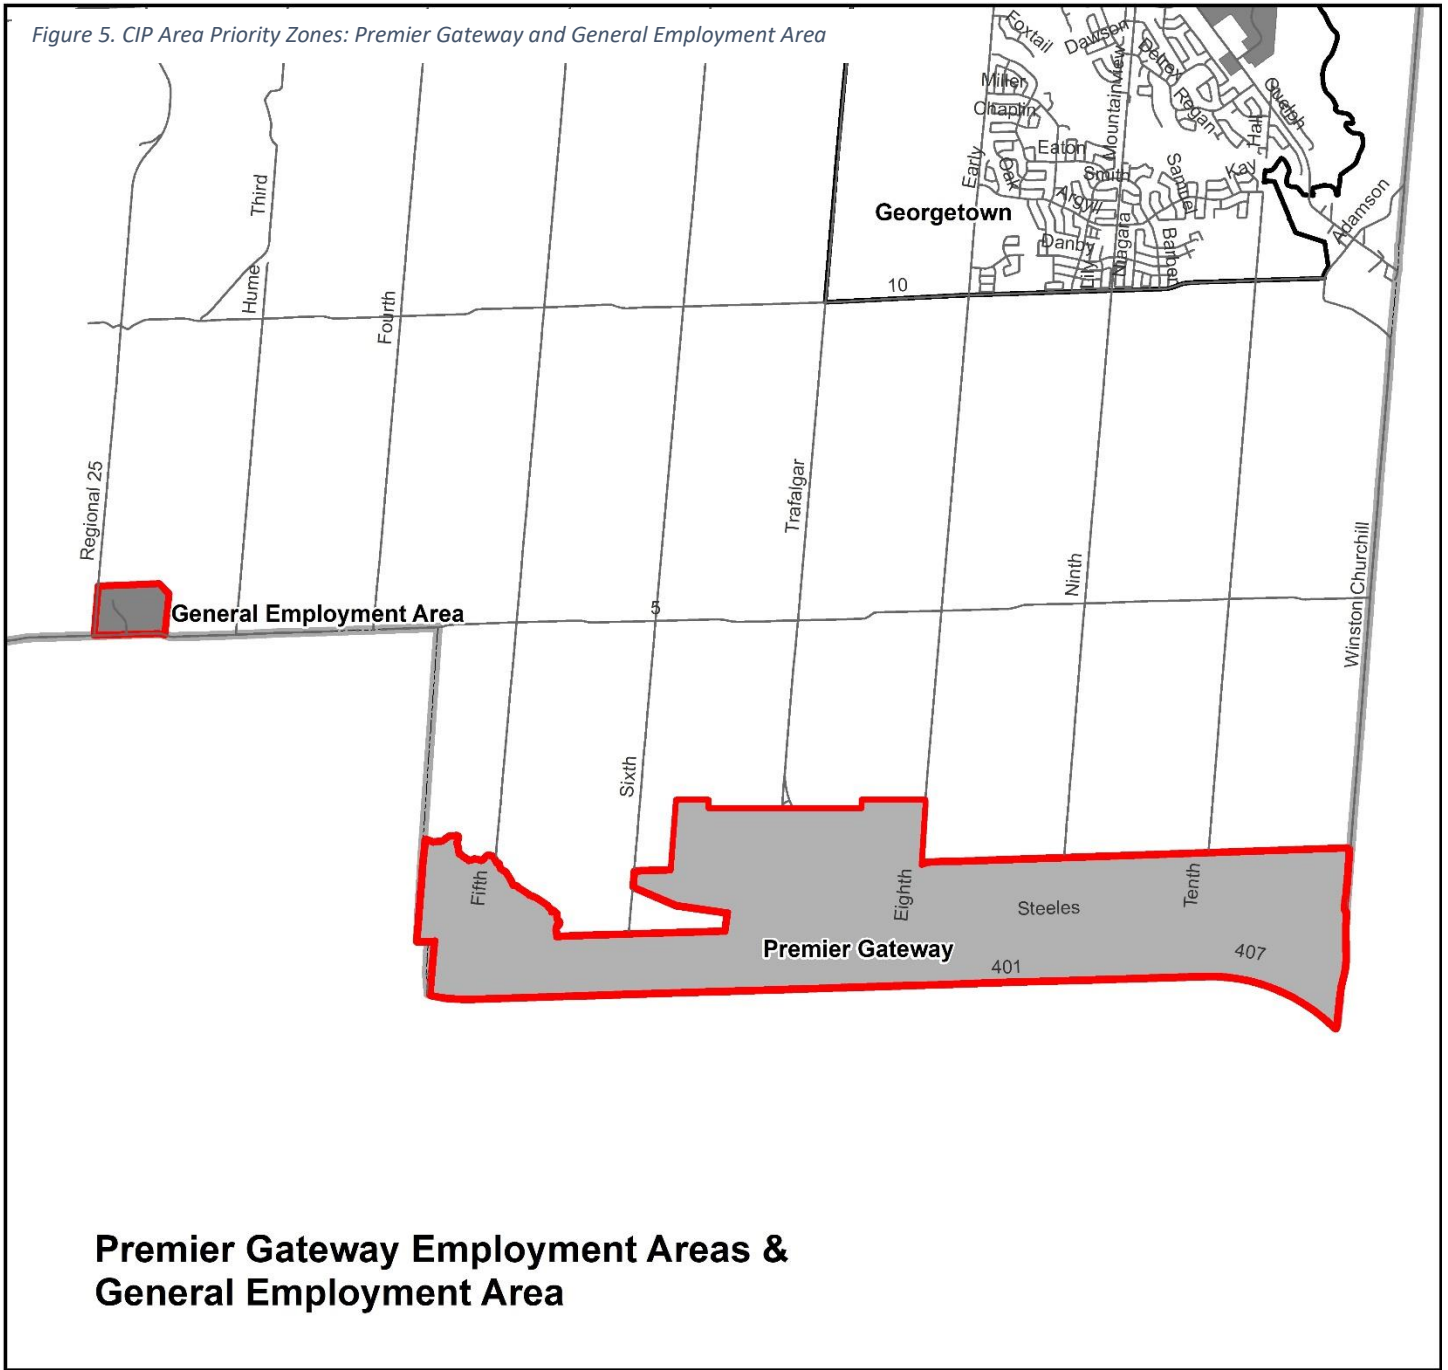 Figure 5. CIP Area Priority Zones: Premier Gateway and General Employment Area
Foxtail
Dawson
Delrex
Mountainview
Miller
Chaplin
Regan
Guelph
Hall
Early
Oak
Eaton
Smith
Samuel
Kay
Argyll
Adamson
Georgetown
Danby
Lily
Niagara
Barber
Third
Hume
Fourth
10
Regional 25
Trafalgar
Ninth
Winston Churchill
General Employment Area
5
Sixth
Fifth
Eighth
Steeles
Tenth
Premier Gateway
401
407
Premier Gateway Employment Areas &
General Employment Area